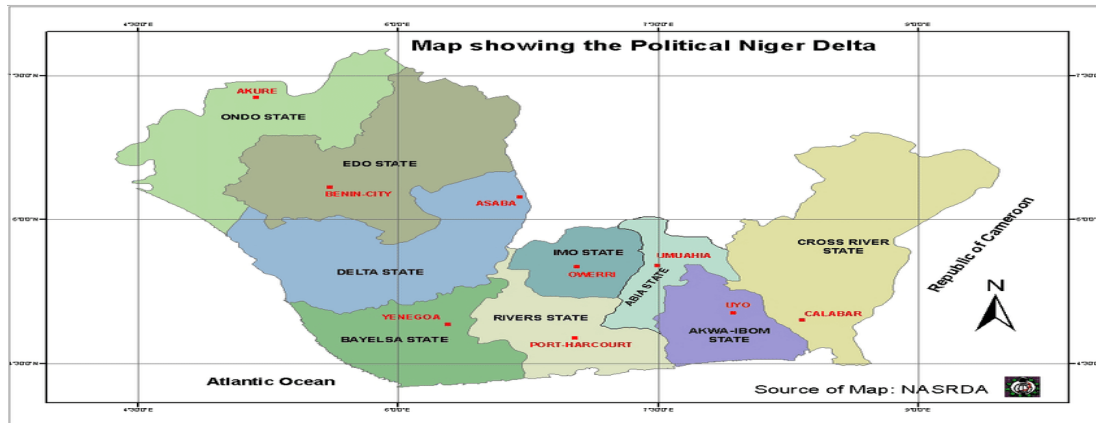 Map showing the Political Niger Delta
AKURE
ONDO STATE
EDO STATE
BENIN-CITY
ASABA
DELTA STATE
IMO STATE
OWERRI
UMUAHIA
ABIA STATE
CROSS RIVER
STATE
Republic of Cameroon
N
YENEGOA
BAYELSA STATE
RIVERS STATE
PORT-HARCOURT
UYO
AKWA-IBOM
STATE
CALABAR
Atlantic Ocean
Source of Map: NASRDA